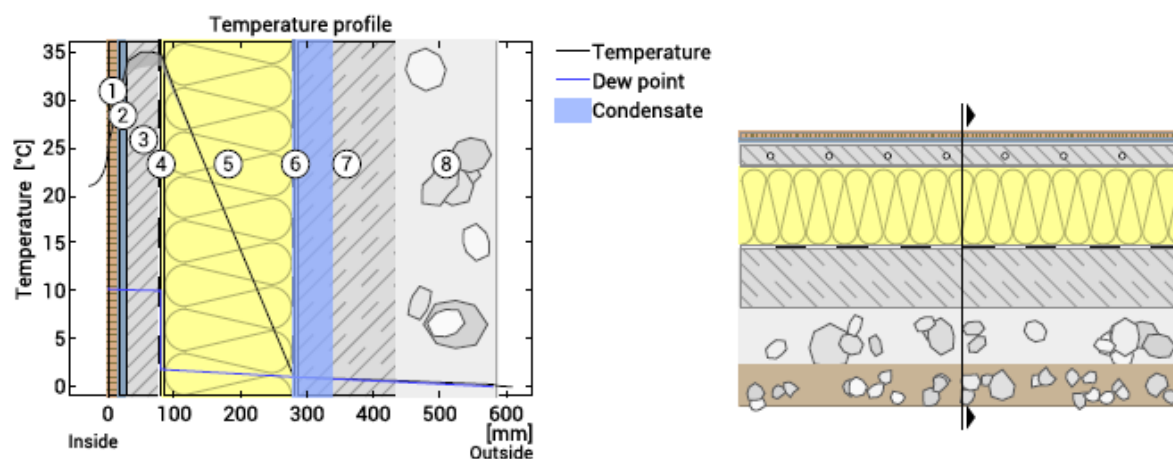 Temperature profile
35
30
25
20
15
10
5
0
Temperature [°C]
1
2
3
4
5
6
7
8
0
100
200
300
400
500
600
[mm]
Inside
Outside
Temperature
Dew point
Condensate